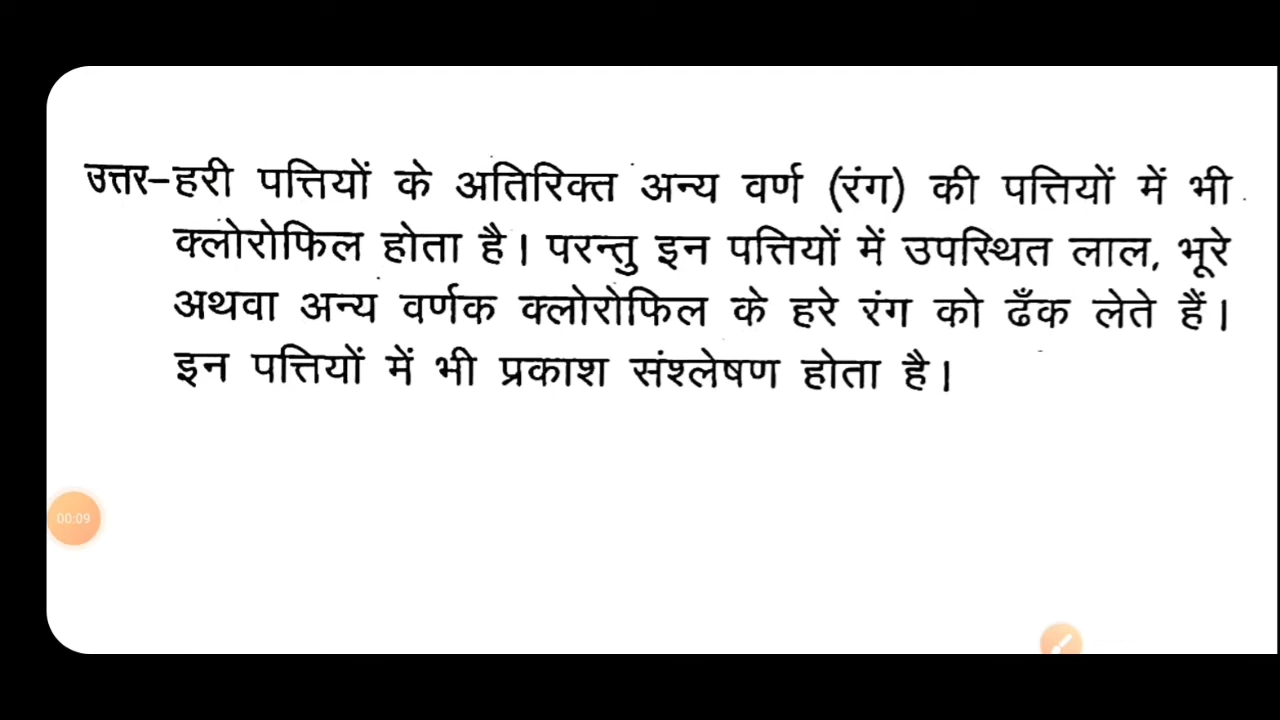 उत्तर–हरी पत्तियों के अतिरिक्त अन्य वर्ण (रंग) की पत्तियों में भी
क्लोरोफिल होता है। परन्तु इन पत्तियों में उपस्थित लाल, भूरे
अथवा अन्य वर्णक क्लोरोफिल के हरे रंग को ढँक लेते हैं।
इन पत्तियों में भी प्रकाश संश्लेषण होता है।
00:09